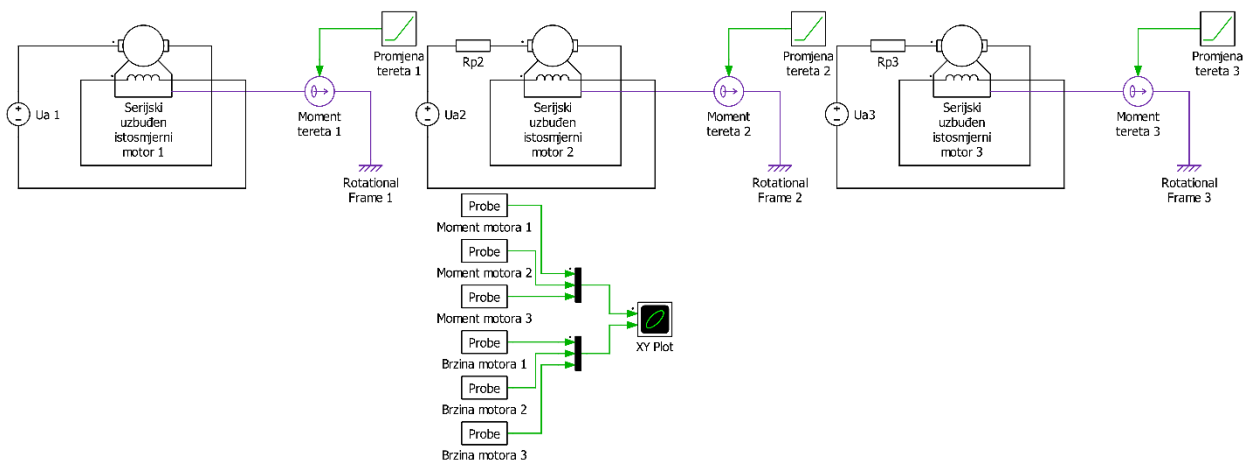 Promjena
tereta 1
Ua 1
Serijski
uzbuđen
istosmjerni
motor 1
Moment
tereta 1
Rotational
Frame 1
Promjena
tereta 2
Rp2
Ua2
Serijski
uzbuđen
istosmjerni
motor 2
Moment
tereta 2
Rotational
Frame 2
Promjena
tereta 3
Rp3
Ua3
Serijski
uzbuđen
istosmjerni
motor 3
Moment
tereta 3
Rotational
Frame 3
Probe
Moment motora 1
Probe
Moment motora 2
Probe
Moment motora 3
Probe
Brzina motora 1
Probe
Brzina motora 2
Probe
Brzina motora 3
XY Plot